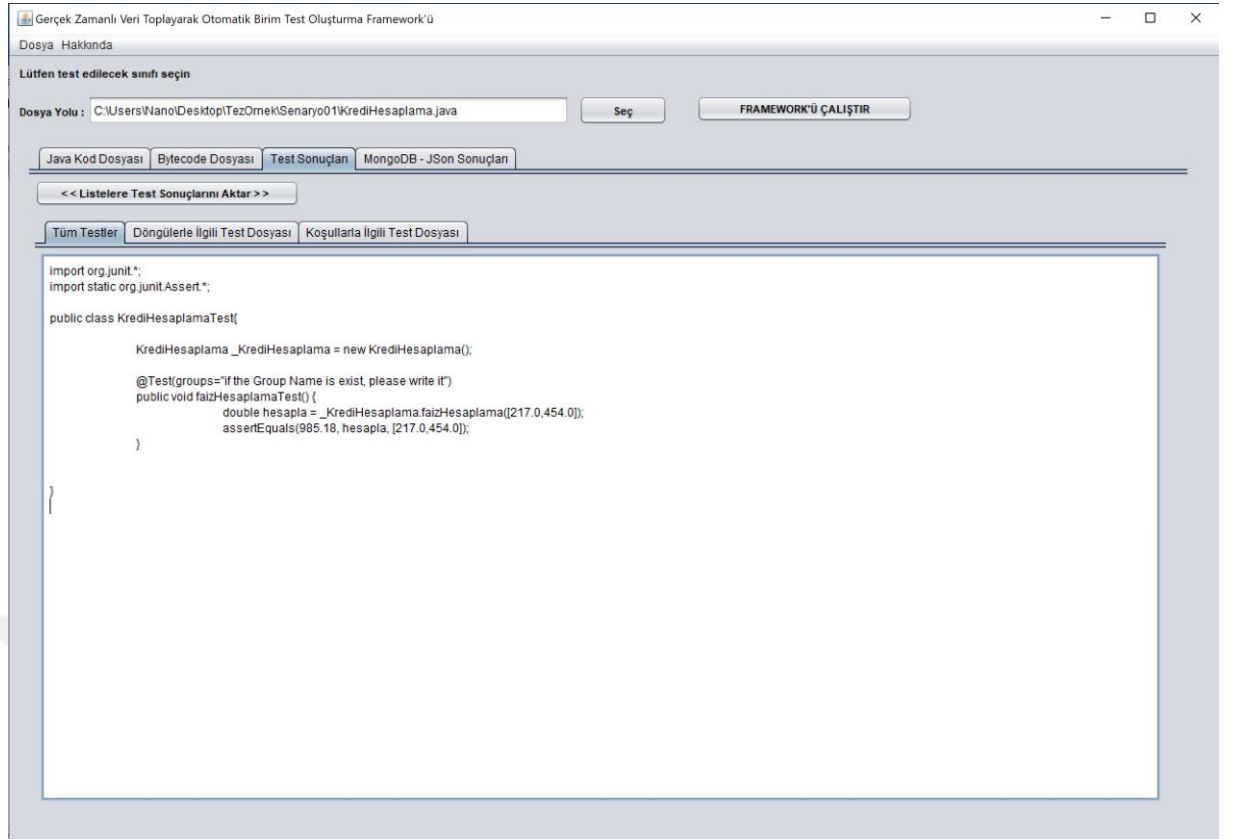 Gerçek Zamanlı Veri Toplayarak Otomatik Birim Test Oluşturma Framework'ü
Dosya Hakkında
Lütfen test edilecek sınıfı seçin
Dosya Yolu : C:\Users\Nano\Desktop\TezOrnek\Senaryo01\KrediHesaplama.java Seç FRAMEWORK'Ü ÇALIŞTIR
Java Kod Dosyası Bytecode Dosyası Test Sonuçları MongoDB - JSon Sonuçları
<< Listelere Test Sonuçlarını Aktar >>
Tüm Testler Döngülerle İlgili Test Dosyası Koşullarla İlgili Test Dosyası
import org.junit.*;
import static org.junit.Assert.*;
public class KrediHesaplamaTest{
KrediHesaplama _KrediHesaplama = new KrediHesaplama();
@Test(groups="if the Group Name is exist, please write it")
public void faizHesaplamaTest() {
double hesapla = _KrediHesaplama.faizHesaplama([217.0,454.0]);
assertEquals(985.18, hesapla, [217.0,454.0]);
}
}